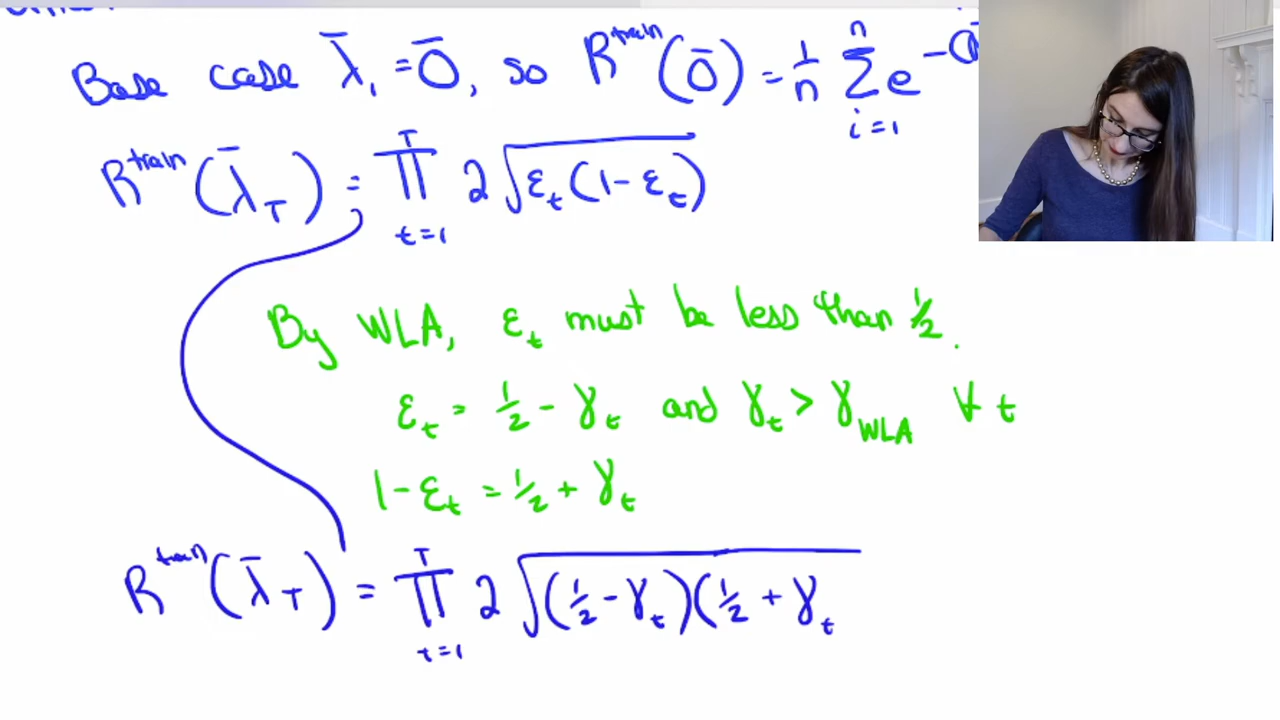 Base case λ̄₁ = 0̄, so R^train(0̄) = 1/n Σ_{i=1}^{n} e^-
R^train(λ̄_T) = ∏_{t=1}^{T} 2√(ε_t(1-ε_t))
By WLA, ε_t must be less than 1/2.
ε_t = 1/2 - γ_t and γ_t > γ_WLA ∀ t
1-ε_t = 1/2 + γ_t
R^train(λ̄_T) = ∏_{t=1}^{T} 2√(1/2 - γ_t)(1/2 + γ_t